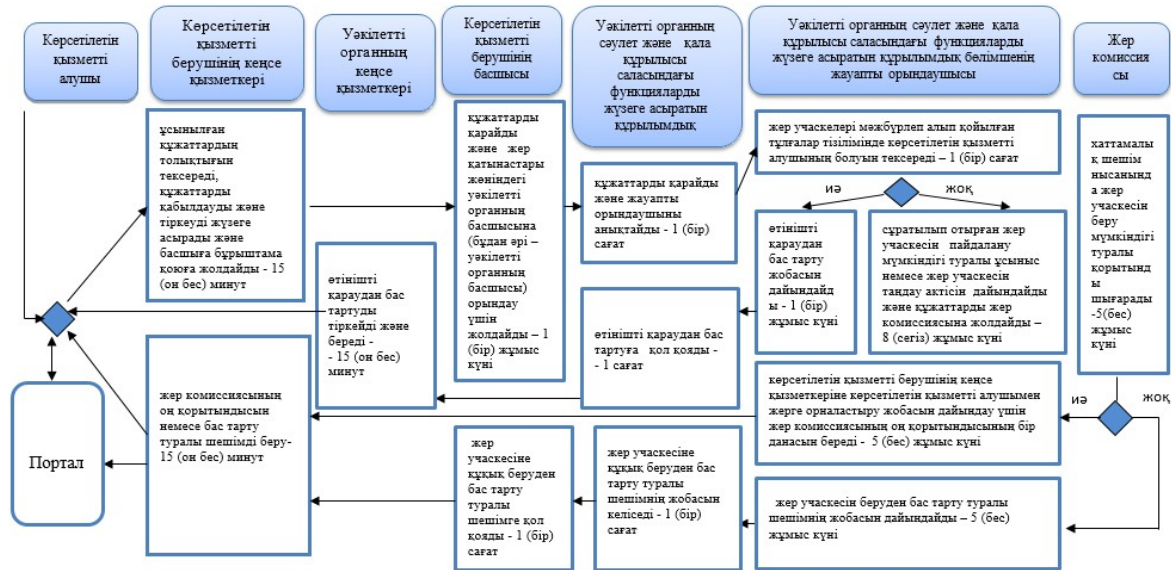 Көрсетілетін
қызметті
алушы
Көрсетілетін
қызметті
берушінің кеңсе
қызметкері
Уәкілетті
органның
кеңсе
қызметкері
Көрсетілетін
қызметті
берушінің
басшысы
Уәкілетті органның
сәулет және қала
құрылысы
саласындағы
функцияларды
жүзеге асыратын
құрылымдық
Уәкілетті органның сәулет және қала
құрылысы саласындағы функцияларды
жүзеге асыратын құрылымдық бөлімшенің
жауапты орындаушысы
Жер
комиссия
сы
ұсынылған
құжаттардың
толықтығын
тексереді,
құжаттарды
қабылдауды және
тіркеуді жүзеге
асырады және
басшыға бұрыштама
қоюға жолдайды - 15
(он бес) минут
өтінішті
қараудан бас
тартуды
тіркейді және
береді -
- 15 (он бес)
минут
құжаттарды
қарайды
және жер
қатынастары
жөніндегі
уәкілетті
органның
басшысына
(бұдан әрі –
уәкілетті
органның
басшысы)
орындау
үшін
жолдайды – 1
(бір) жұмыс
күні
құжаттарды қарайды
және жауапты
орындаушыны
анықтайды - 1 (бір)
сағат
жер учаскелері мәжбүрлеп алып қойылған
тұлғалар тізілімінде көрсетілетін қызметті
алушының болуын тексереді – 1 (бір) сағат
иә
жоқ
өтінішті
қараудан
бас тарту
жобасын
дайындайд
ы - 1 (бір)
жұмыс күні
сұратылып отырған жер
учаскесін пайдалану
мүмкіндігі туралы ұсыныс
немесе жер учаскесін
таңдау актісін дайындайды
және құжаттарды жер
комиссиясына жолдайды –
8 (сегіз) жұмыс күні
хаттамалы
қ шешім
нысанын
да жер
учаскесін
беру
мүмкіндігі
туралы
қорытынд
ы
шығарады
-5(бес)
жұмыс
күні
өтінішті қараудан бас
тартуға қол қояды -
- 1 сағат
иә
жоқ
Портал
жер комиссиясының
оң қорытындысын
немесе бас тарту
туралы шешімді беру-
15 (он бес) минут
көрсетілетін қызметті берушінің кеңсе
қызметкеріне көрсетілетін қызметті алушымен
жерге орналастыру жобасын дайындау үшін
жер комиссиясының оң қорытындысының бір
данасын береді - 5 (бес) жұмыс күні
жер
учаскесіне
құқық беруден
бас тарту
туралы
шешімге қол
қояды - 1 (бір)
сағат
жер учаскесіне
құқық беруден бас
тарту туралы
шешімнің жобасын
келіседі - 1 (бір)
сағат
жер учаскесін беруден бас тарту туралы
шешімнің жобасын дайындайды – 5 (бес)
жұмыс күні